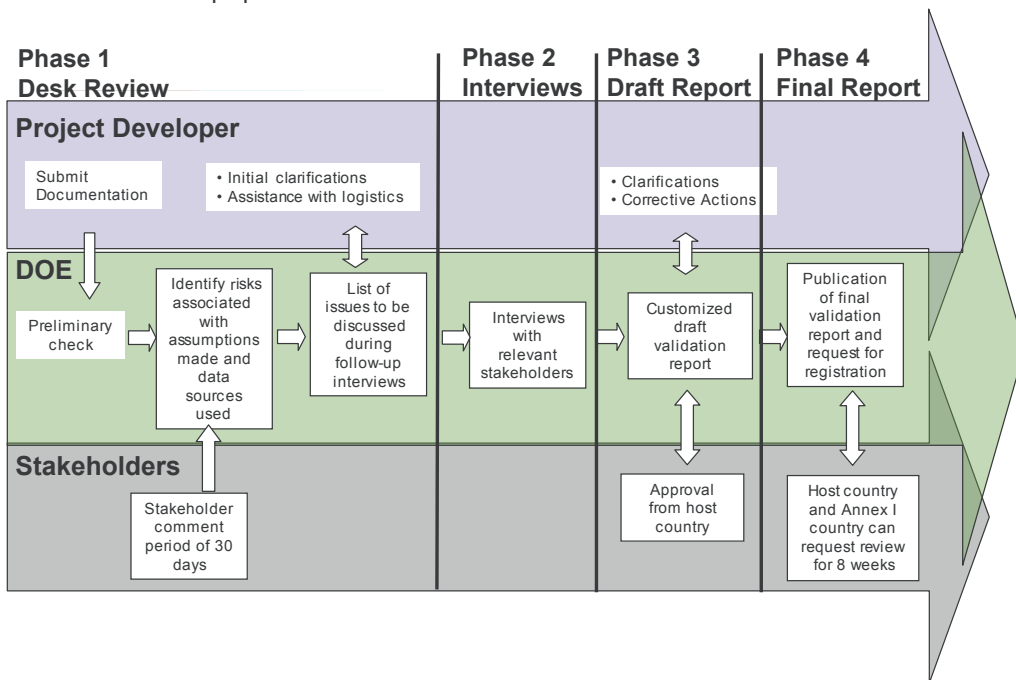 Phase 1
Desk Review
Phase 2
Interviews
Phase 3
Draft Report
Phase 4
Final Report
Project Developer
Submit
Documentation
• Initial clarifications
• Assistance with logistics
• Clarifications
• Corrective Actions
DOE
Preliminary
check
Identify risks
associated
with
assumptions
made and
data
sources
used
List of
issues to be
discussed
during
follow-up
interviews
Interviews
with
relevant
stakeholders
Customized
draft
validation
report
Publication
of final
validation
report and
request for
registration
Stakeholders
Stakeholder
comment
period of 30
days
Approval
from host
country
Host country
and Annex I
country can
request review
for 8 weeks